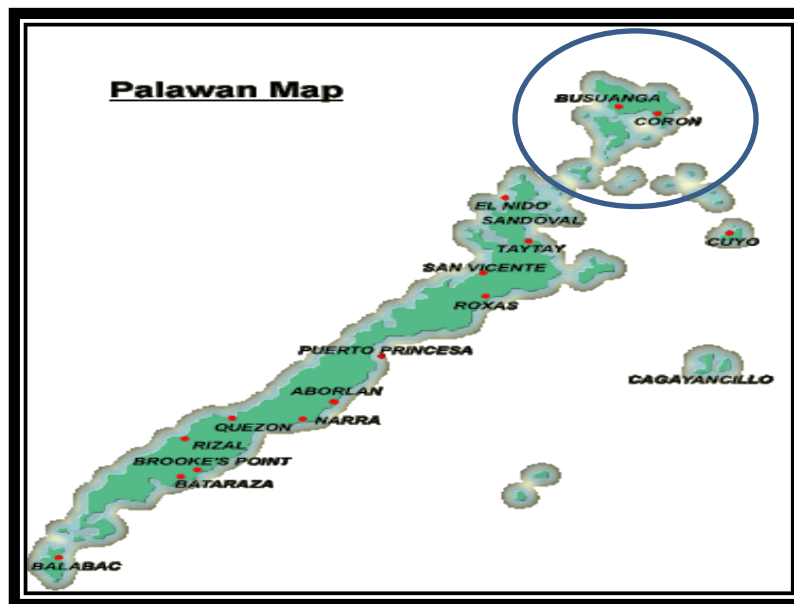 Palawan Map
BUSUANGA
CORON
EL NIDO
SANDOVAL
CUYO
TAYTAY
SAN VICENTE
ROXAS
PUERTO PRINCESA
CAGAYANCILLO
ABORLAN
NARRA
QUEZON
RIZAL
BROOKE'S POINT
BATARAZA
BALABAC